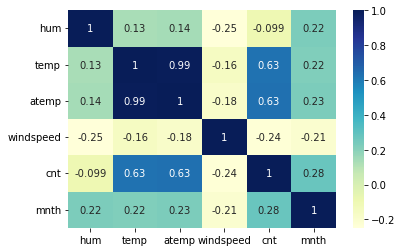 hum 1 0.13 0.14 -0.25 -0.099 0.22
temp 0.13 1 0.99 -0.16 0.63 0.22
atemp 0.14 0.99 1 -0.18 0.63 0.23
windspeed -0.25 -0.16 -0.18 1 -0.24 -0.21
cnt -0.099 0.63 0.63 -0.24 1 0.28
mnth 0.22 0.22 0.23 -0.21 0.28 1
hum temp atemp windspeed cnt mnth
1.0
0.8
0.6
0.4
0.2
0.0
-0.2